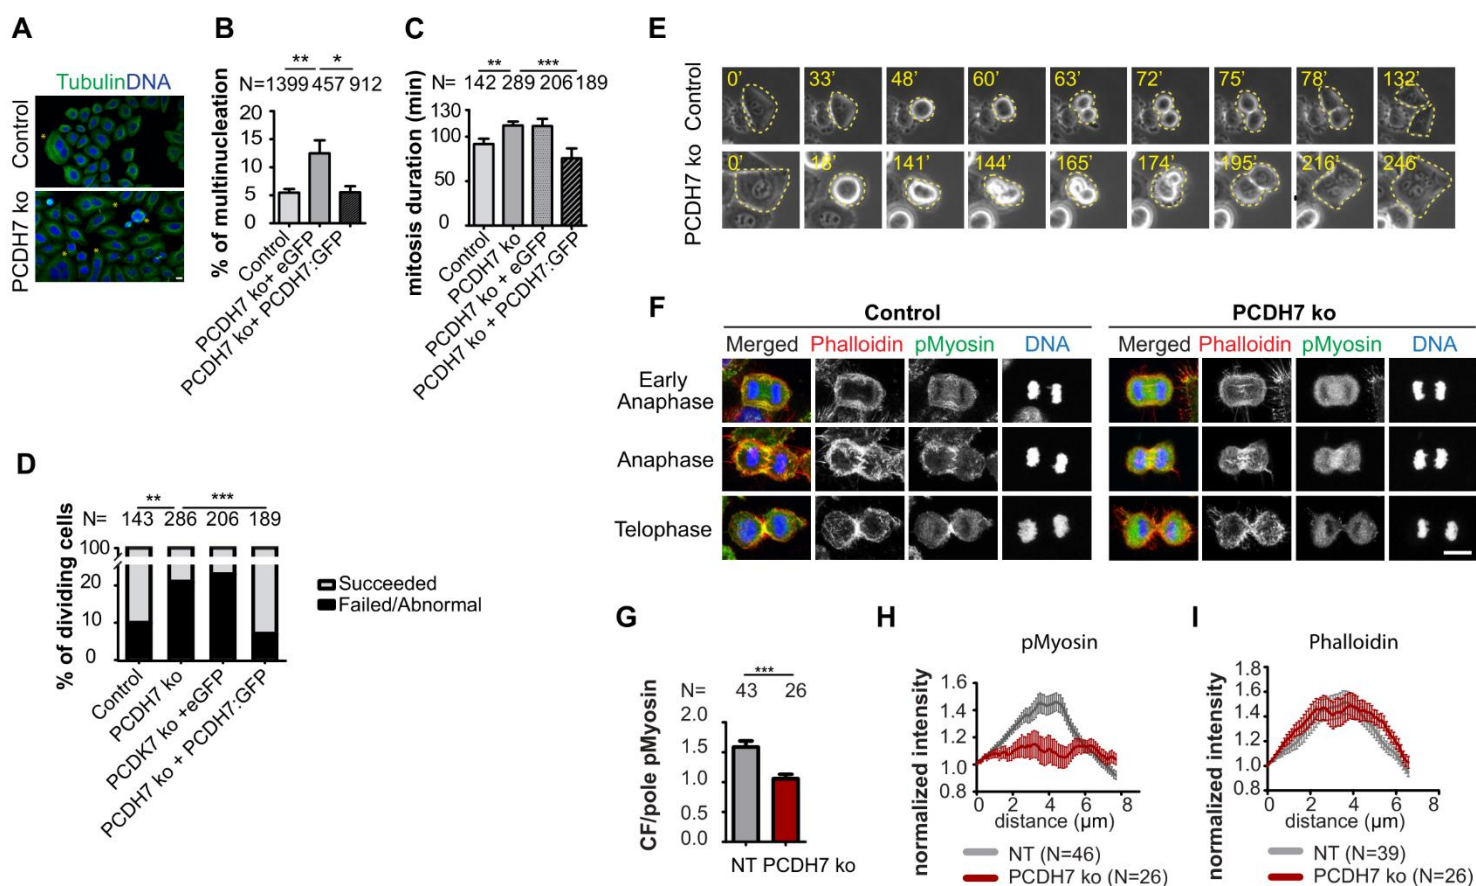 A
TubulinDNA
Control
PCDH7 ko
B
** *
N=1399 457 912
% of multinucleation
20
15
10
5
0
Control
PCDH7 ko+ eGFP
PCDH7 ko+ PCDH7:GFP
C
** ***
N= 142 289 206 189
mitosis duration (min)
130
100
50
0
Control
PCDH7 ko
PCDH7 ko + eGFP
PCDH7 ko + PCDH7:GFP
D
** ***
N= 143 286 206 189
% of dividing cells
100
20
10
0
Control
PCDH7 ko
PCDK7 ko +eGFP
PCDH7 ko + PCDH7:GFP
Succeeded
Failed/Abnormal
E
Control
0’ 33’ 48’ 60’ 63’ 72’ 75’ 78’ 132’
PCDH7 ko
0’ 18’ 141’ 144’ 165’ 174’ 195’ 216’ 246’
F
Control
PCDH7 ko
Merged Phalloidin pMyosin DNA
Merged Phalloidin pMyosin DNA
Early
Anaphase
Anaphase
Telophase
G
***
N= 43 26
CF/pole pMyosin
2.0
1.5
1.0
0.5
0.0
NT PCDH7 ko
H
pMyosin
normalized intensity
1.6
1.4
1.2
1.0
0.8
0 2 4 6 8
distance (µm)
NT (N=46)
PCDH7 ko (N=26)
I
Phalloidin
normalized intensity
1.8
1.6
1.4
1.2
1.0
0.8
0 2 4 6 8
distance (µm)
NT (N=39)
PCDH7 ko (N=26)